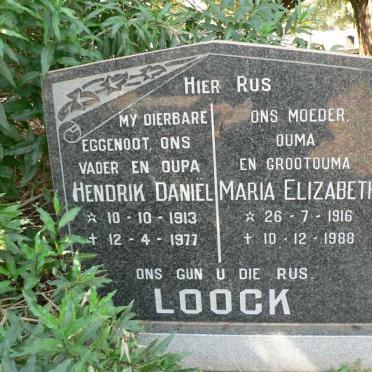 HIER RUS
MY DIERBARE
EGGENOOT, ONS
VADER EN OUPA
HENDRIK DANIËL
☆ 10-10-1913
✝ 12-4-1977
ONS MOEDER,
OUMA
EN GROOTOUMA
MARIA ELIZABETH
☆ 26-7-1916
✝ 10-12-1988
ONS GUN U DIE RUS.
LOOCK